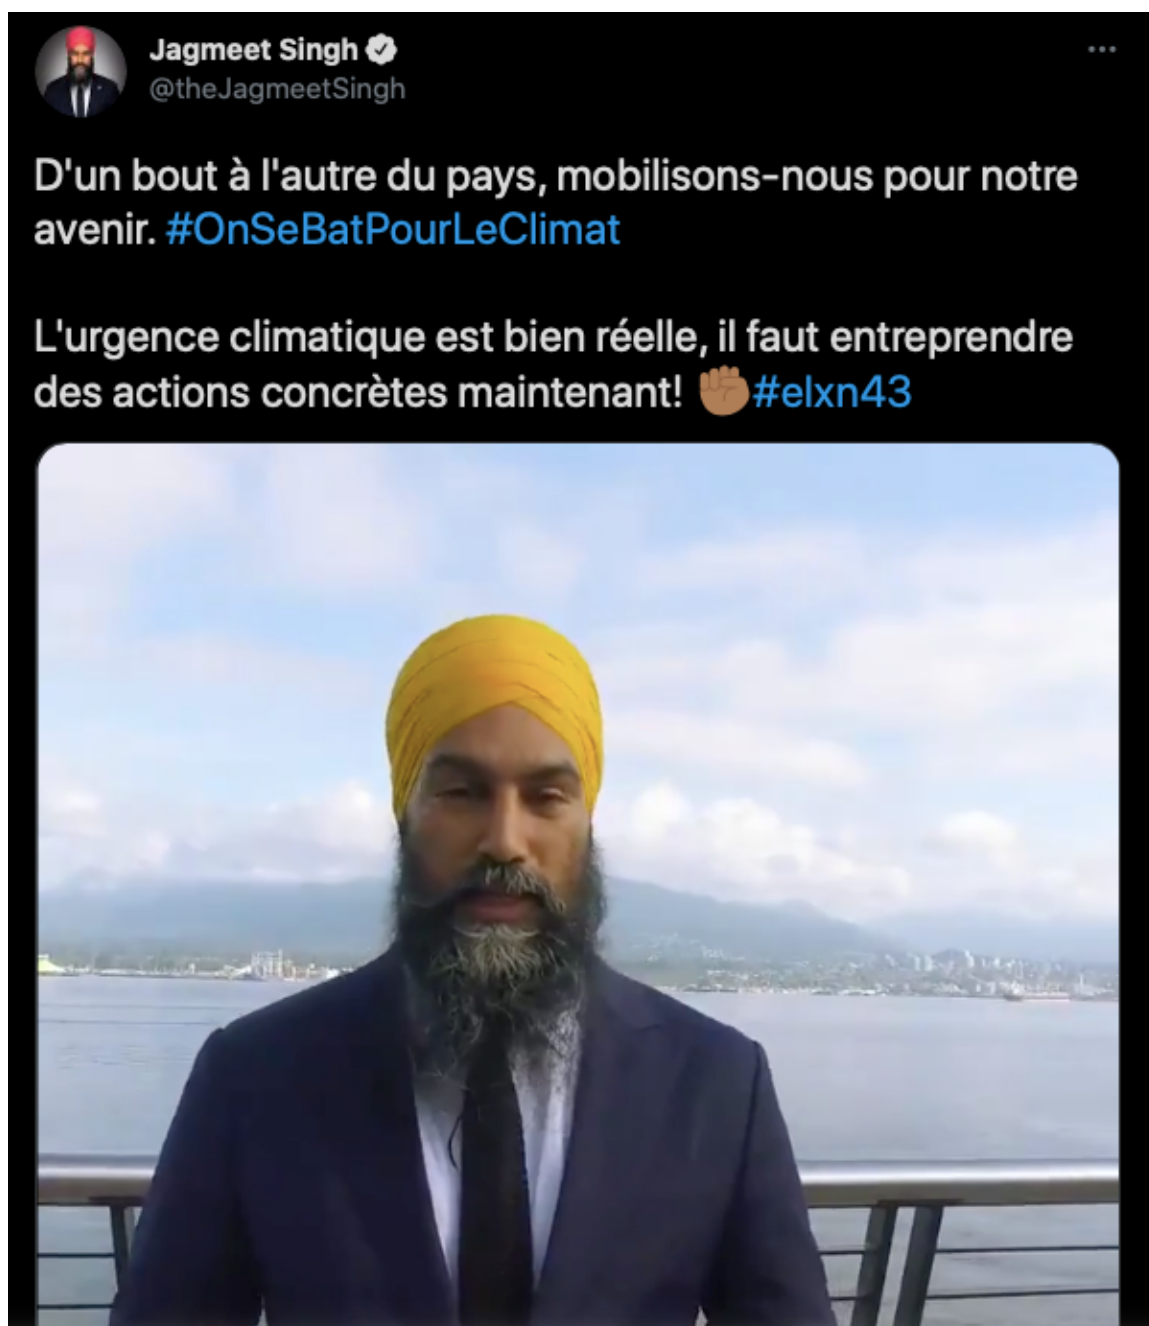 Jagmeet Singh
@theJagmeetSingh
D'un bout à l'autre du pays, mobilisons-nous pour notre
avenir. #OnSeBatPourLeClimat
L'urgence climatique est bien réelle, il faut entreprendre
des actions concrètes maintenant! ✊🏽#elxn43